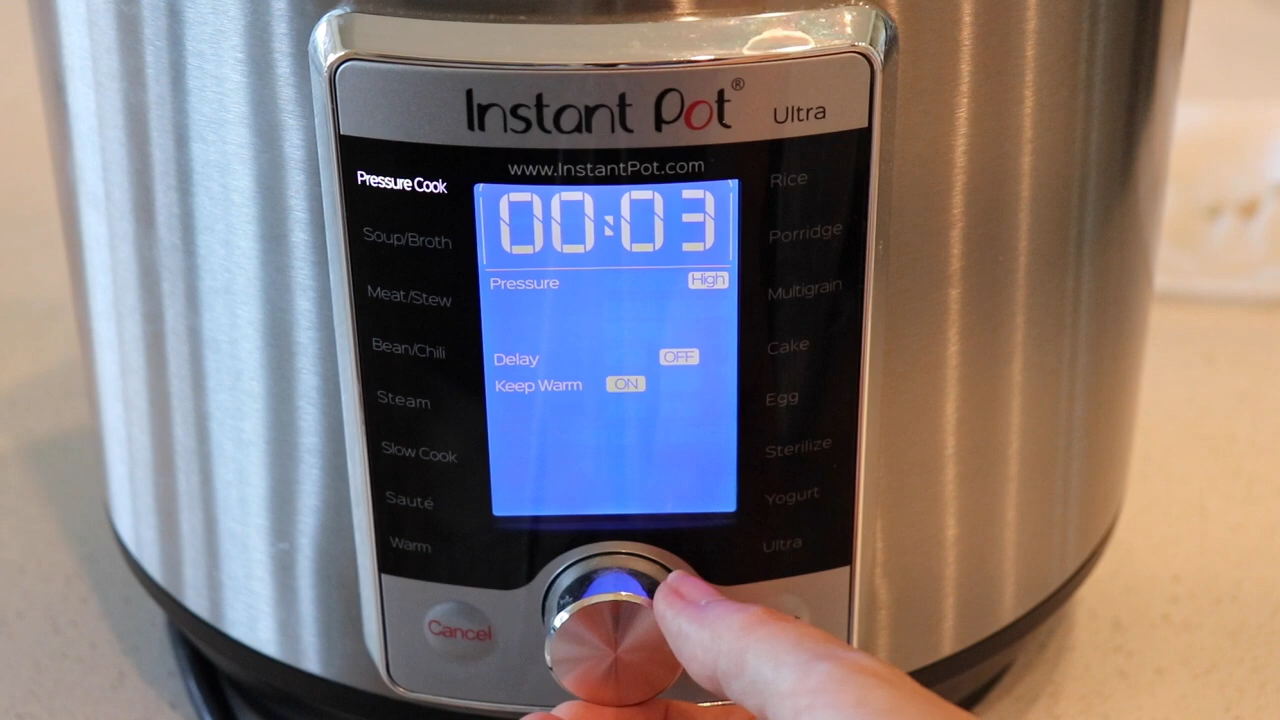 Instant Pot® Ultra
www.InstantPot.com
Pressure Cook
Soup/Broth
Meat/Stew
Bean/Chili
Steam
Slow Cook
Sauté
Warm
00:03
Pressure High
Delay OFF
Keep Warm ON
Rice
Porridge
Multigrain
Cake
Egg
Sterilize
Yogurt
Ultra
Cancel